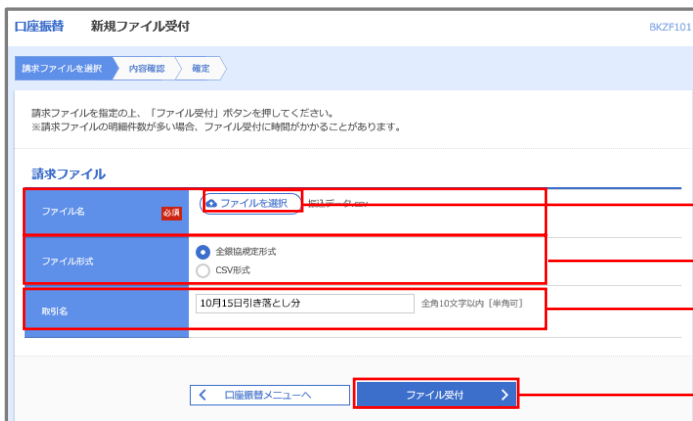 口座振替 新規ファイル受付
BKZF101
請求ファイルを選択 内容確認 確定
請求ファイルを指定の上、「ファイル受付」ボタンを押してください。
※請求ファイルの明細件数が多い場合、ファイル受付に時間がかかることがあります。
請求ファイル
ファイル名 必須 ファイルを選択 振込データ.csv
ファイル形式 全銀協規定形式
CSV形式
取引名 10月15日引き落とし分 全角10文字以内［半角可］
口座振替メニューへ ファイル受付